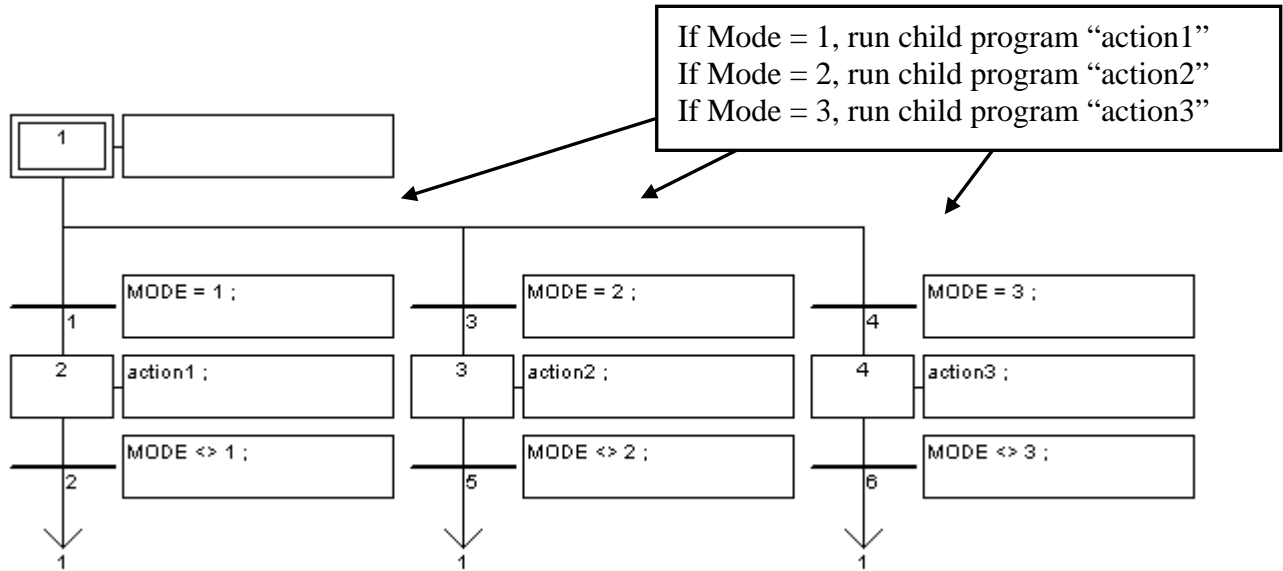 If Mode = 1, run child program “action1”
If Mode = 2, run child program “action2”
If Mode = 3, run child program “action3”
1
MODE = 1 ;
MODE = 2 ;
MODE = 3 ;
1
3
4
2
action1 ;
3
action2 ;
4
action3 ;
MODE <> 1 ;
MODE <> 2 ;
MODE <> 3 ;
2
5
6
1
1
1